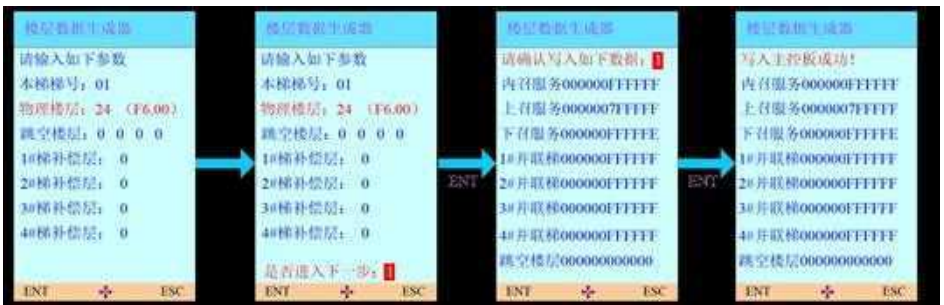 楼层数据生成器
请输入如下参数
本梯梯号：01
物理楼层：24 （F6.00）
跳空楼层：0 0 0 0
1#梯补偿层： 0
2#梯补偿层： 0
3#梯补偿层： 0
4#梯补偿层： 0
ENT ESC
楼层数据生成器
请输入如下参数
本梯梯号：01
物理楼层：24 （F6.00）
跳空楼层：0 0 0 0
1#梯补偿层： 0
2#梯补偿层： 0
3#梯补偿层： 0
4#梯补偿层： 0
是否进入下一步：1
ENT ESC
ENT
楼层数据生成器
请确认写入如下数据：1
内召服务000000FFFFFF
上召服务0000007FFFFF
下召服务000000FFFFFE
1#并联梯000000FFFFFF
2#并联梯000000FFFFFF
3#并联梯000000FFFFFF
4#并联梯000000FFFFFF
跳空楼层000000000000
ENT ESC
ENT
楼层数据生成器
写入主控板成功！
内召服务000000FFFFFF
上召服务0000007FFFFF
下召服务000000FFFFFE
1#并联梯000000FFFFFF
2#并联梯000000FFFFFF
3#并联梯000000FFFFFF
4#并联梯000000FFFFFF
跳空楼层000000000000
ENT ESC